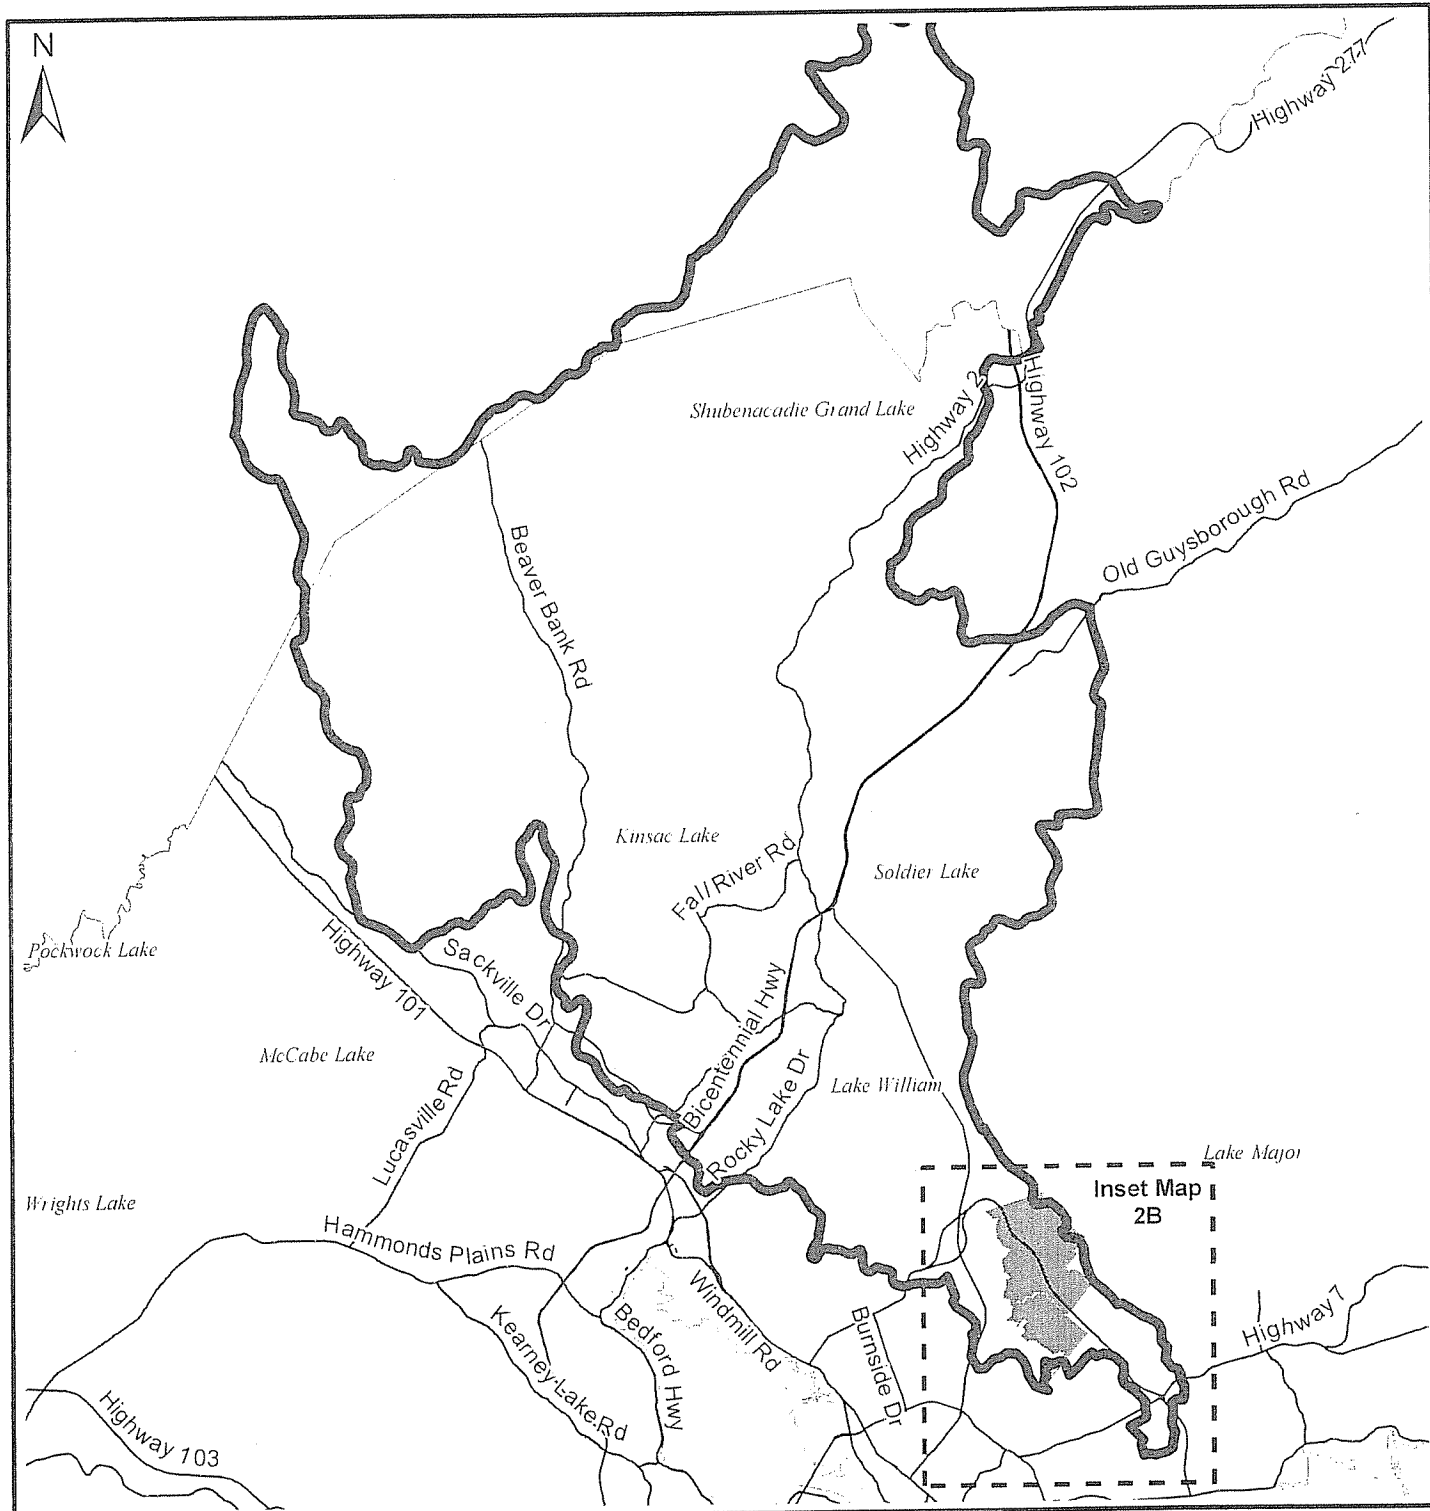 N
Highway 277
Shubenacadie Grand Lake
Highway 2
Highway 102
Old Guysborough Rd
Beaver Bank Rd
Kinsac Lake
Fall River Rd
Soldier Lake
Pockwock Lake
Highway 101
Sackville Dr
Bicentennial Hwy
McCabe Lake
Lucasville Rd
Rocky Lake Dr
Lake William
Lake Major
Inset Map
2B
Wrights Lake
Hammonds Plains Rd
Windmill Rd
Bedford Hwy
Kearney Lake Rd
Burnside Dr
Highway 7
Highway 103